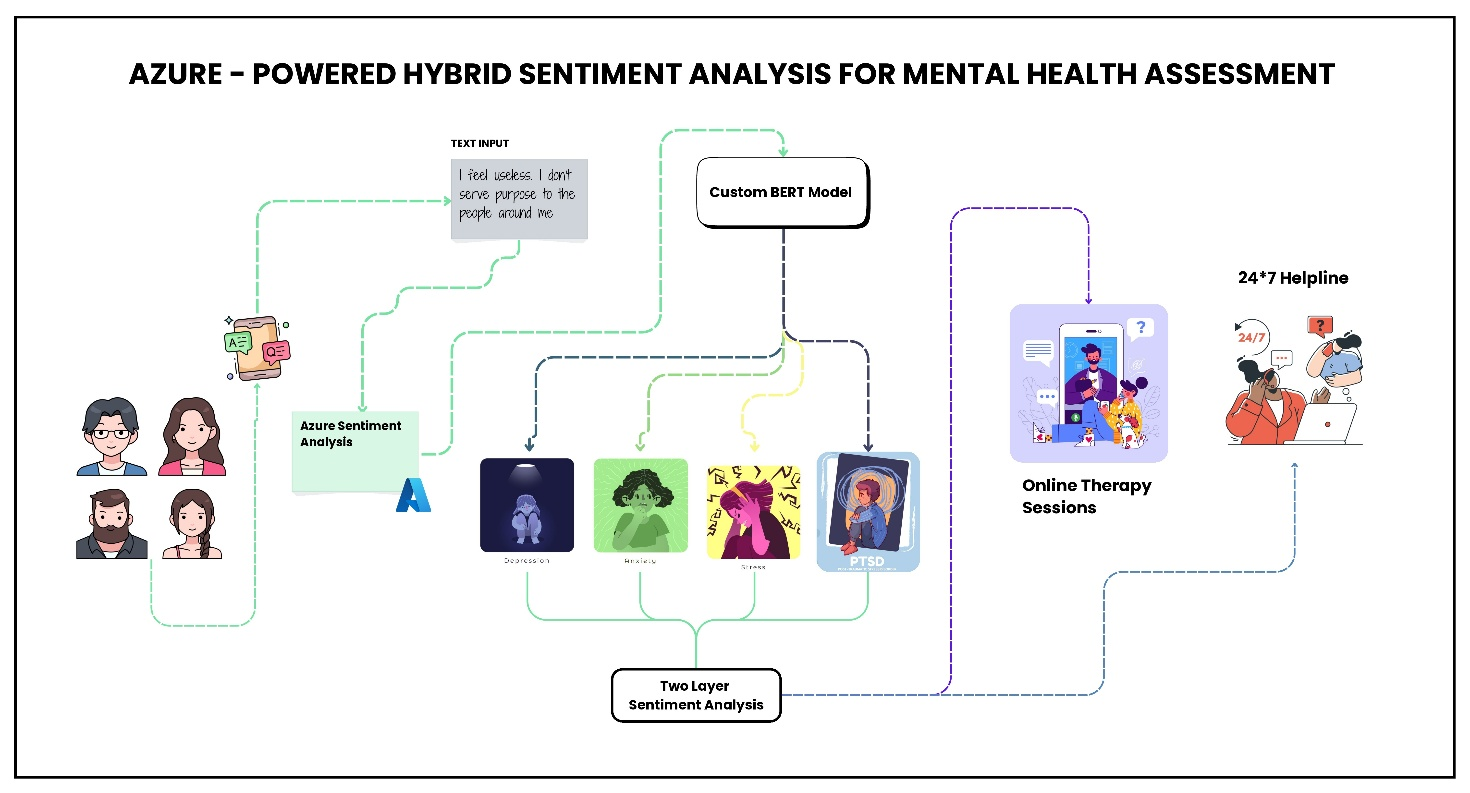 AZURE - POWERED HYBRID SENTIMENT ANALYSIS FOR MENTAL HEALTH ASSESSMENT
TEXT INPUT
I feel useless. I don't
serve purpose to the
people around me
Custom BERT Model
24*7 Helpline
24/7
?
?
A
Q
Azure Sentiment
Analysis
Online Therapy
Sessions
Depression
Anxiety
Stress
PTSD
Two Layer
Sentiment Analysis